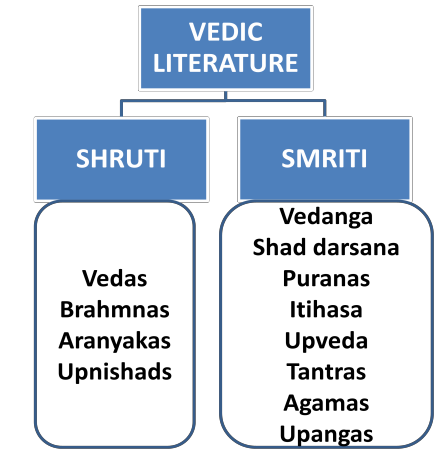 VEDIC
LITERATURE
SHRUTI
SMRITI
Vedas
Brahmnas
Aranyakas
Upnishads
Vedanga
Shad darsana
Puranas
Itihasa
Upveda
Tantras
Agamas
Upangas